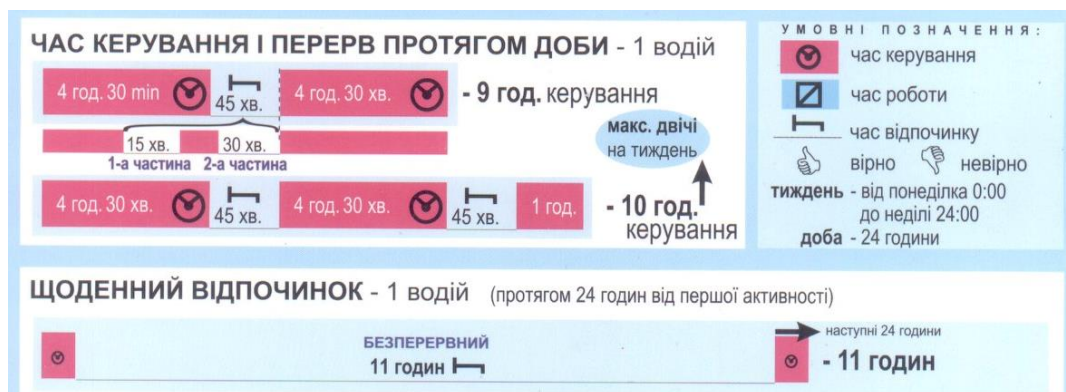 ЧАС КЕРУВАННЯ І ПЕРЕРВ ПРОТЯГОМ ДОБИ - 1 водій
4 год. 30 min
45 хв.
4 год. 30 хв.
- 9 год. керування
15 хв.
30 хв.
1-а частина
2-а частина
макс. двічі
на тиждень
4 год. 30 хв.
45 хв.
4 год. 30 хв.
45 хв.
1 год.
- 10 год.
керування
УМОВНІ ПОЗНАЧЕННЯ:
час керування
час роботи
час відпочинку
вірно
невірно
тиждень - від понеділка 0:00
до неділі 24:00
доба - 24 години
ЩОДЕННИЙ ВІДПОЧИНОК - 1 водій (протягом 24 годин від першої активності)
БЕЗПЕРЕРВНИЙ
11 годин
наступні 24 години
- 11 годин